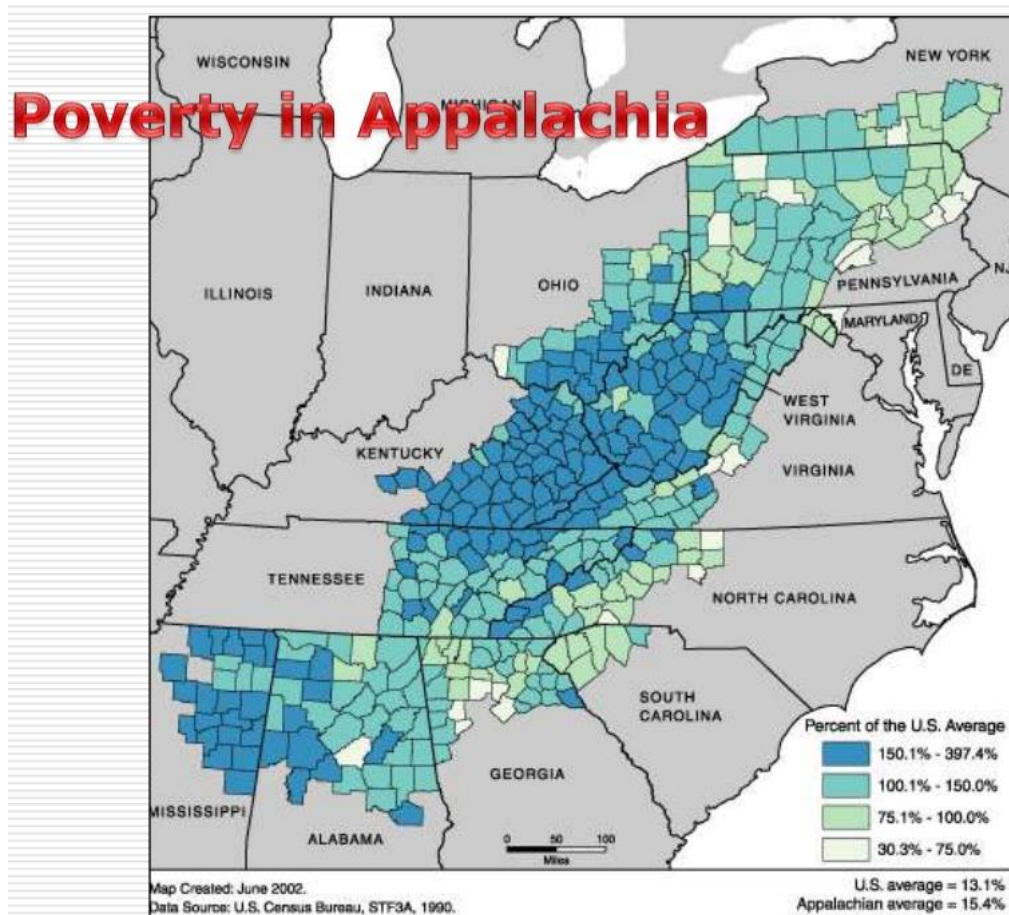 WISCONSIN
NEW YORK
MICHIGAN
Poverty in Appalachia
ILLINOIS
INDIANA
OHIO
PENNSYLVANIA
NJ
MARYLAND
DE
WEST
VIRGINIA
KENTUCKY
VIRGINIA
TENNESSEE
NORTH CAROLINA
SOUTH
CAROLINA
GEORGIA
MISSISSIPPI
ALABAMA
0 50 100
Miles
Percent of the U.S. Average
150.1% - 397.4%
100.1% - 150.0%
75.1% - 100.0%
30.3% - 75.0%
Map Created: June 2002.
Data Source: U.S. Census Bureau, STF3A, 1990.
U.S. average = 13.1%
Appalachian average = 15.4%